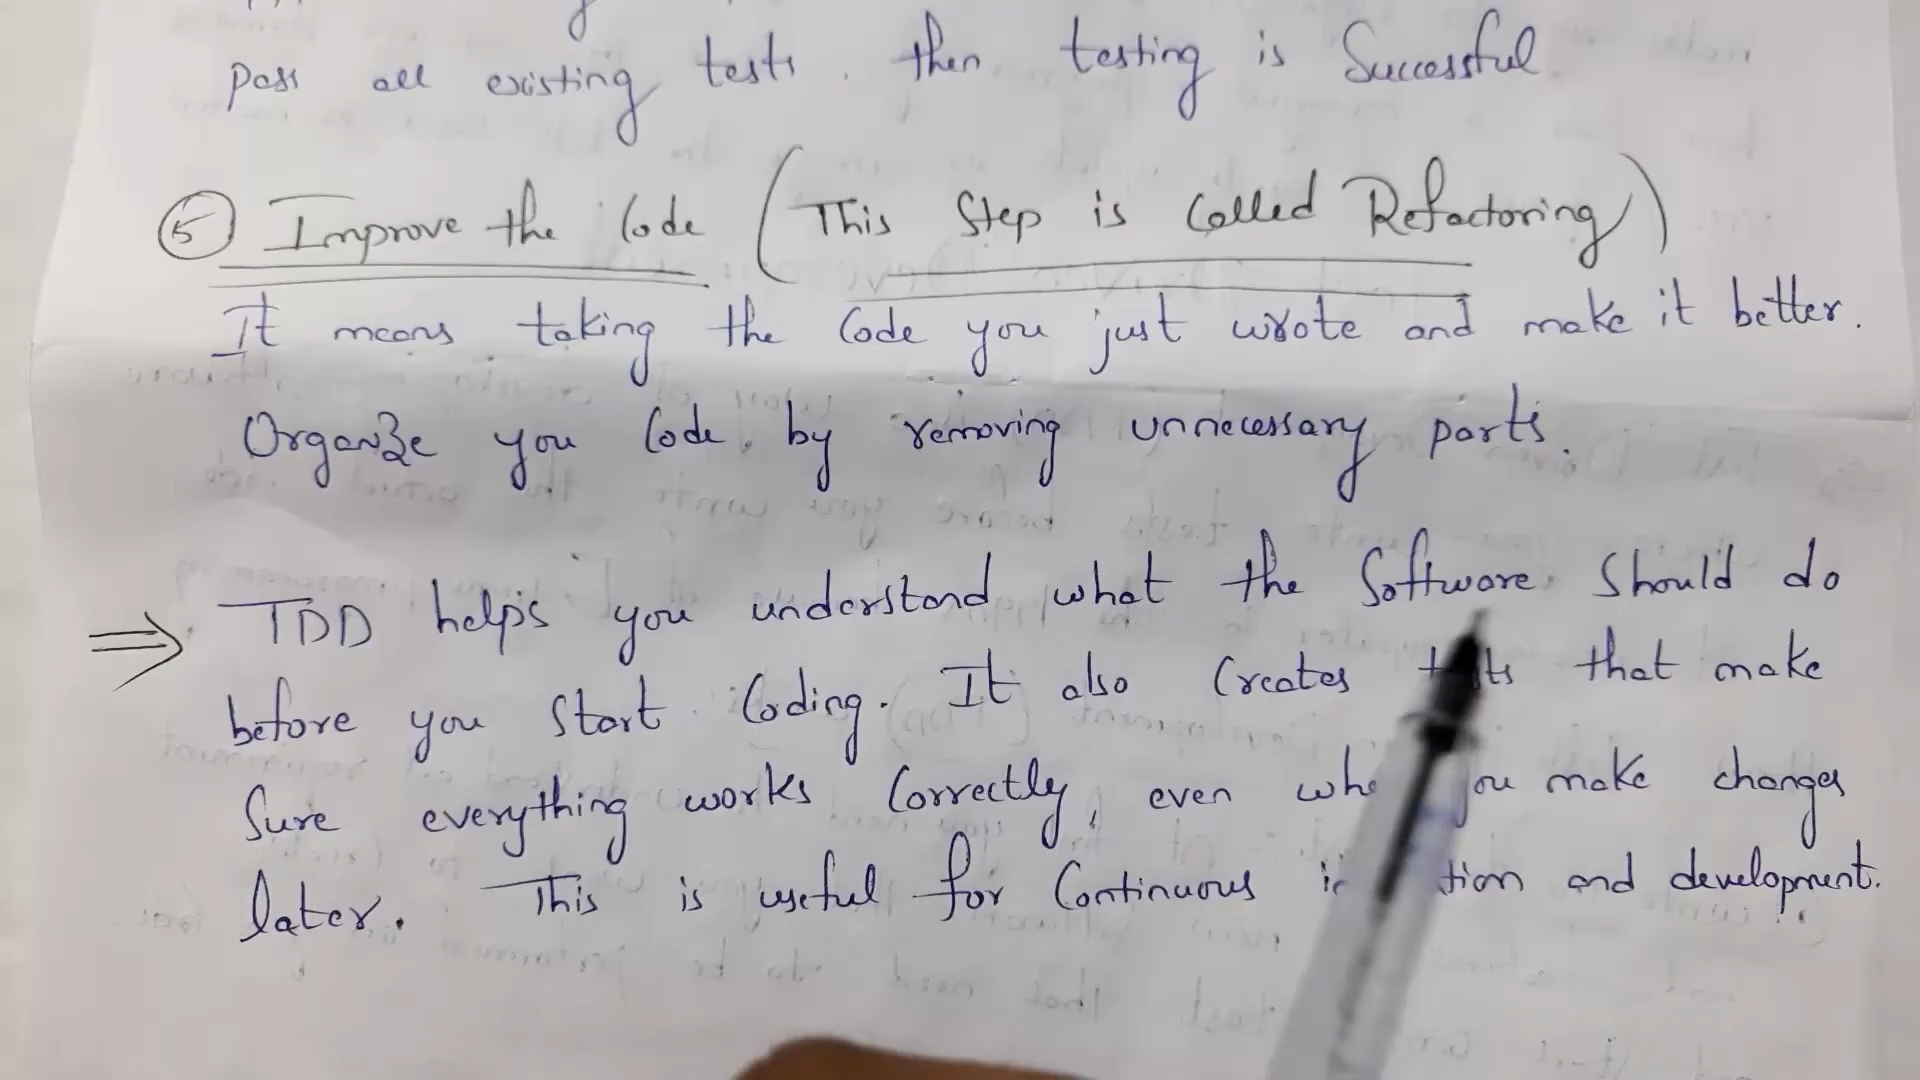 pass all existing tests. then testing is Successful
⑤ Improve the Code (This Step is Called Refactoring)
It means taking the Code you just wrote and make it better.
Organize you Code by removing unnecessary parts.
⇒ TDD helps you understand what the Software Should do
before you Start Coding. It also Creates that make
Sure everything works Correctly, even make changes
later. This is useful for Continuous and development.